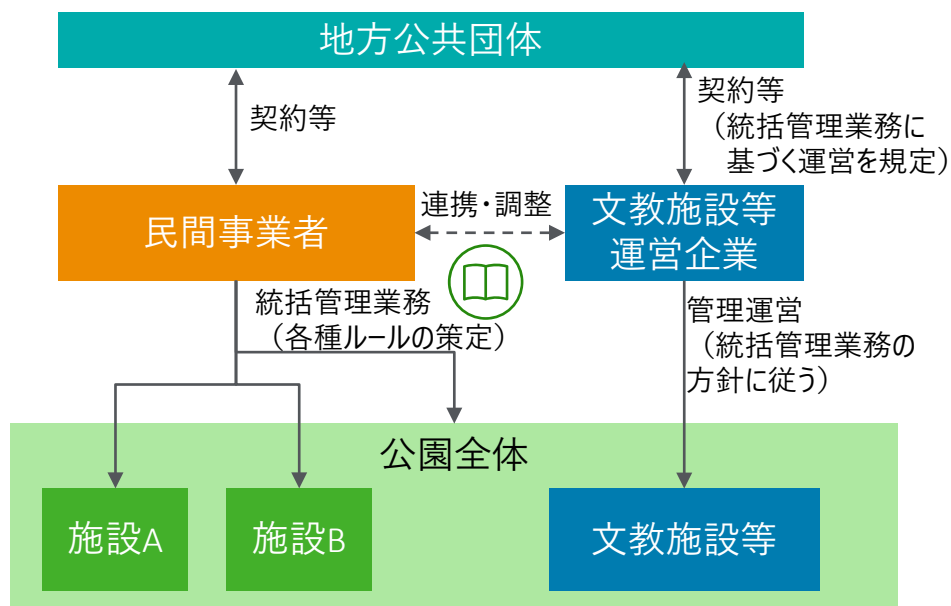 地方公共団体
契約等
契約等
（統括管理業務に
基づく運営を規定）
民間事業者
連携・調整
文教施設等
運営企業
統括管理業務
（各種ルールの策定）
管理運営
（統括管理業務の
方針に従う）
公園全体
施設A
施設B
文教施設等